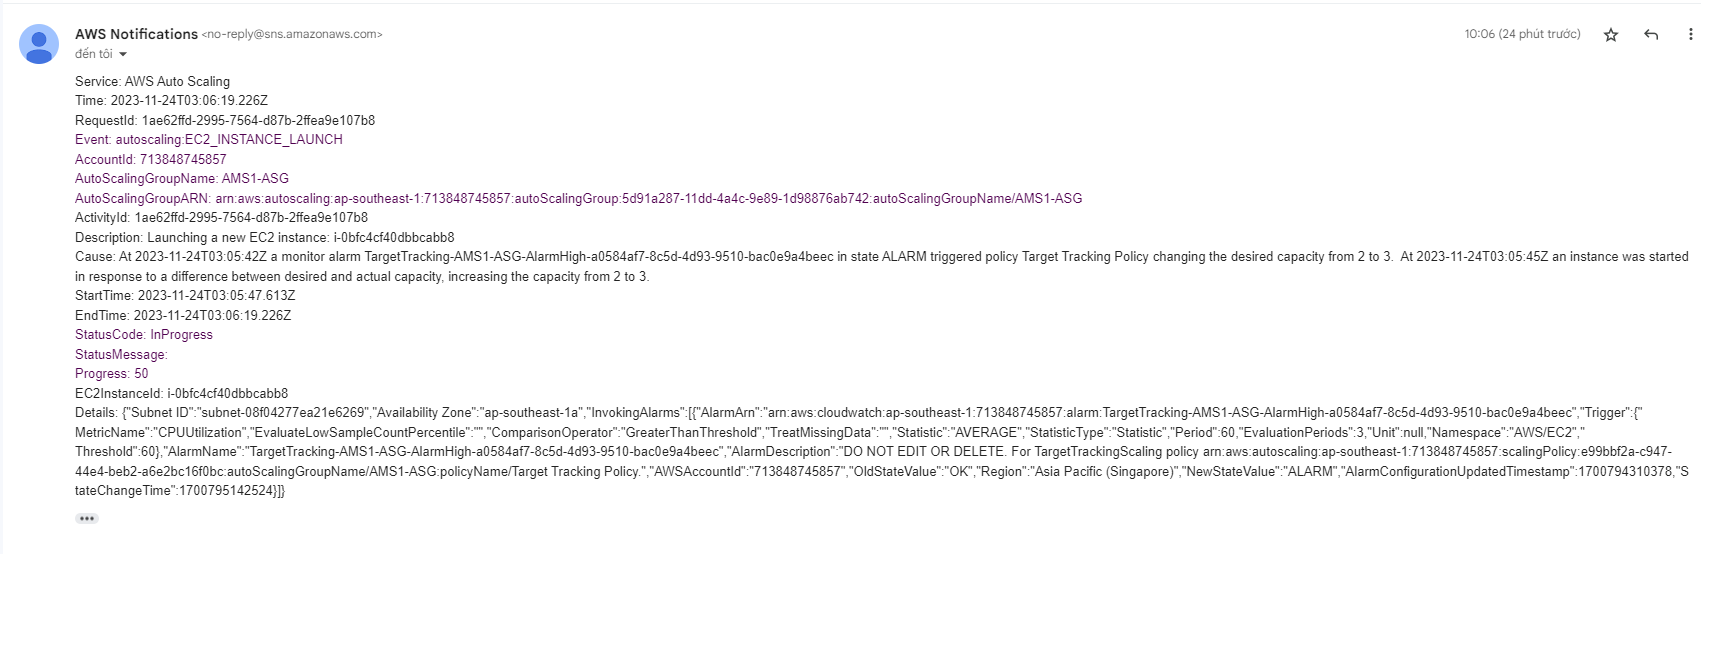 AWS Notifications <no-reply@sns.amazonaws.com>
10:06 (24 phút trước)
đến tôi
Service: AWS Auto Scaling
Time: 2023-11-24T03:06:19.226Z
RequestId: 1ae62ffd-2995-7564-d87b-2ffea9e107b8
Event: autoscaling:EC2_INSTANCE_LAUNCH
AccountId: 713848745857
AutoScalingGroupName: AMS1-ASG
AutoScalingGroupARN: arn:aws:autoscaling:ap-southeast-1:713848745857:autoScalingGroup:5d91a287-11dd-4a4c-9e89-1d98876ab742:autoScalingGroupName/AMS1-ASG
ActivityId: 1ae62ffd-2995-7564-d87b-2ffea9e107b8
Description: Launching a new EC2 instance: i-0bfc4cf40dbbcabb8
Cause: At 2023-11-24T03:05:42Z a monitor alarm TargetTracking-AMS1-ASG-AlarmHigh-a0584af7-8c5d-4d93-9510-bac0e9a4beec in state ALARM triggered policy Target Tracking Policy changing the desired capacity from 2 to 3.  At 2023-11-24T03:05:45Z an instance was started
in response to a difference between desired and actual capacity, increasing the capacity from 2 to 3.
StartTime: 2023-11-24T03:05:47.613Z
EndTime: 2023-11-24T03:06:19.226Z
StatusCode: InProgress
StatusMessage:
Progress: 50
EC2InstanceId: i-0bfc4cf40dbbcabb8
Details: {"Subnet ID":"subnet-08f04277ea21e6269","Availability Zone":"ap-southeast-1a","InvokingAlarms":[{"AlarmArn":"arn:aws:cloudwatch:ap-southeast-1:713848745857:alarm:TargetTracking-AMS1-ASG-AlarmHigh-a0584af7-8c5d-4d93-9510-bac0e9a4beec","Trigger":{"
MetricName":"CPUUtilization","EvaluateLowSampleCountPercentile":"","ComparisonOperator":"GreaterThanThreshold","TreatMissingData":"","Statistic":"AVERAGE","StatisticType":"Statistic","Period":60,"EvaluationPeriods":3,"Unit":null,"Namespace":"AWS/EC2","
Threshold":60},"AlarmName":"TargetTracking-AMS1-ASG-AlarmHigh-a0584af7-8c5d-4d93-9510-bac0e9a4beec","AlarmDescription":"DO NOT EDIT OR DELETE. For TargetTrackingScaling policy arn:aws:autoscaling:ap-southeast-1:713848745857:scalingPolicy:e99bbf2a-c947-
44e4-beb2-a6e2bc16f0bc:autoScalingGroupName/AMS1-ASG:policyName/Target Tracking Policy.","AWSAccountId":"713848745857","OldStateValue":"OK","Region":"Asia Pacific (Singapore)","NewStateValue":"ALARM","AlarmConfigurationUpdatedTimestamp":1700794310378,"S
tateChangeTime":1700795142524}]}